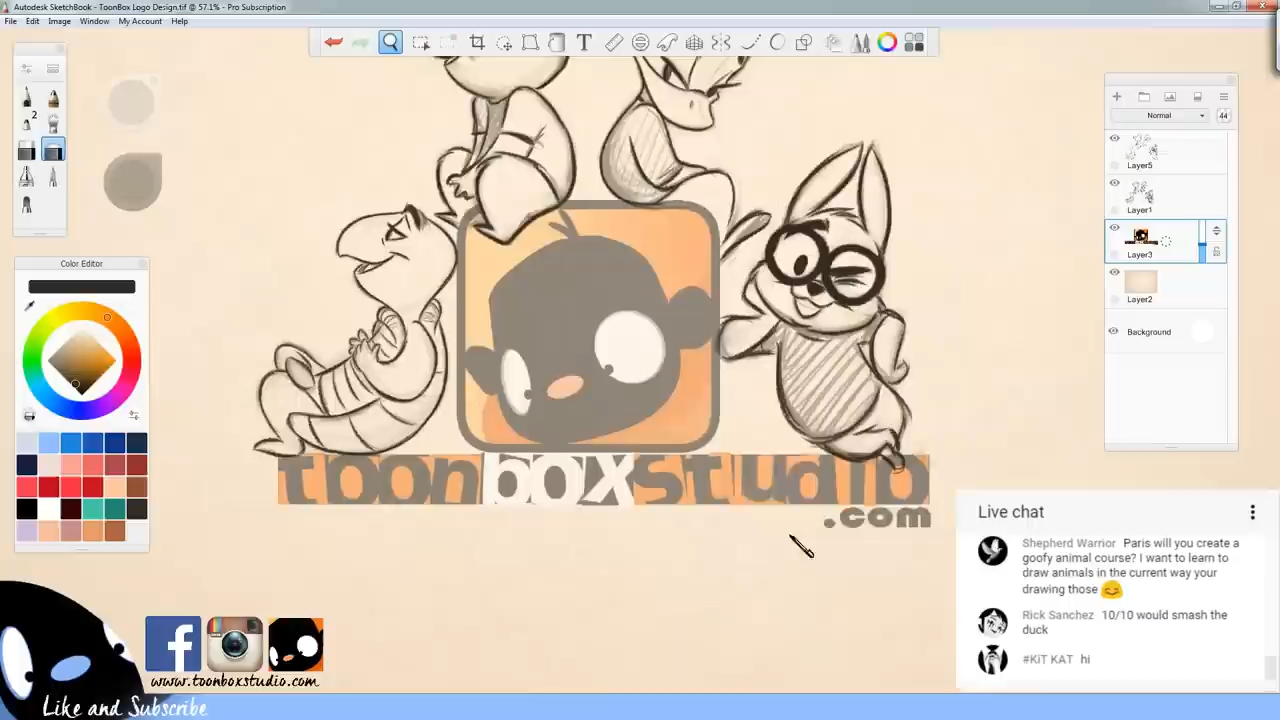 Autodesk SketchBook - ToonBox Logo Design.tif @ 57.1% - Pro Subscription
File Edit Image Window My Account Help
2
T
Normal
44
Layer5
Layer1
Layer3
Layer2
Background
Color Editor
toonboxstudio
.com
Live chat
Shepherd Warrior Paris will you create a
goofy animal course? I want to learn to
draw animals in the current way your
drawing those
Rick Sanchez 10/10 would smash the
duck
#KiT KAT hi
f
www.toonboxstudio.com
Like and Subscribe